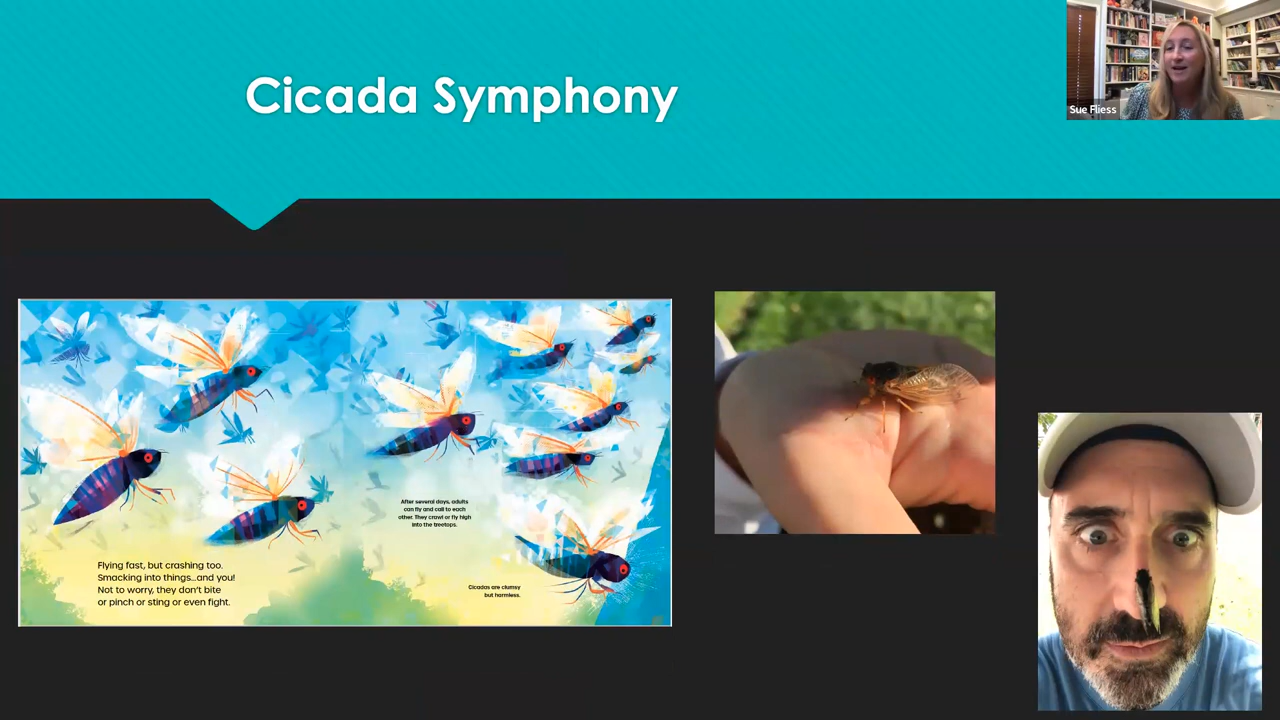 Cicada Symphony
Sue Fliess
After several days, adults
can fly and call to each
other. They crawl or fly high
into the treetops.
Flying fast, but crashing too.
Smacking into things...and you!
Not to worry, they don't bite
or pinch or sting or even fight.
Cicadas are clumsy
but harmless.